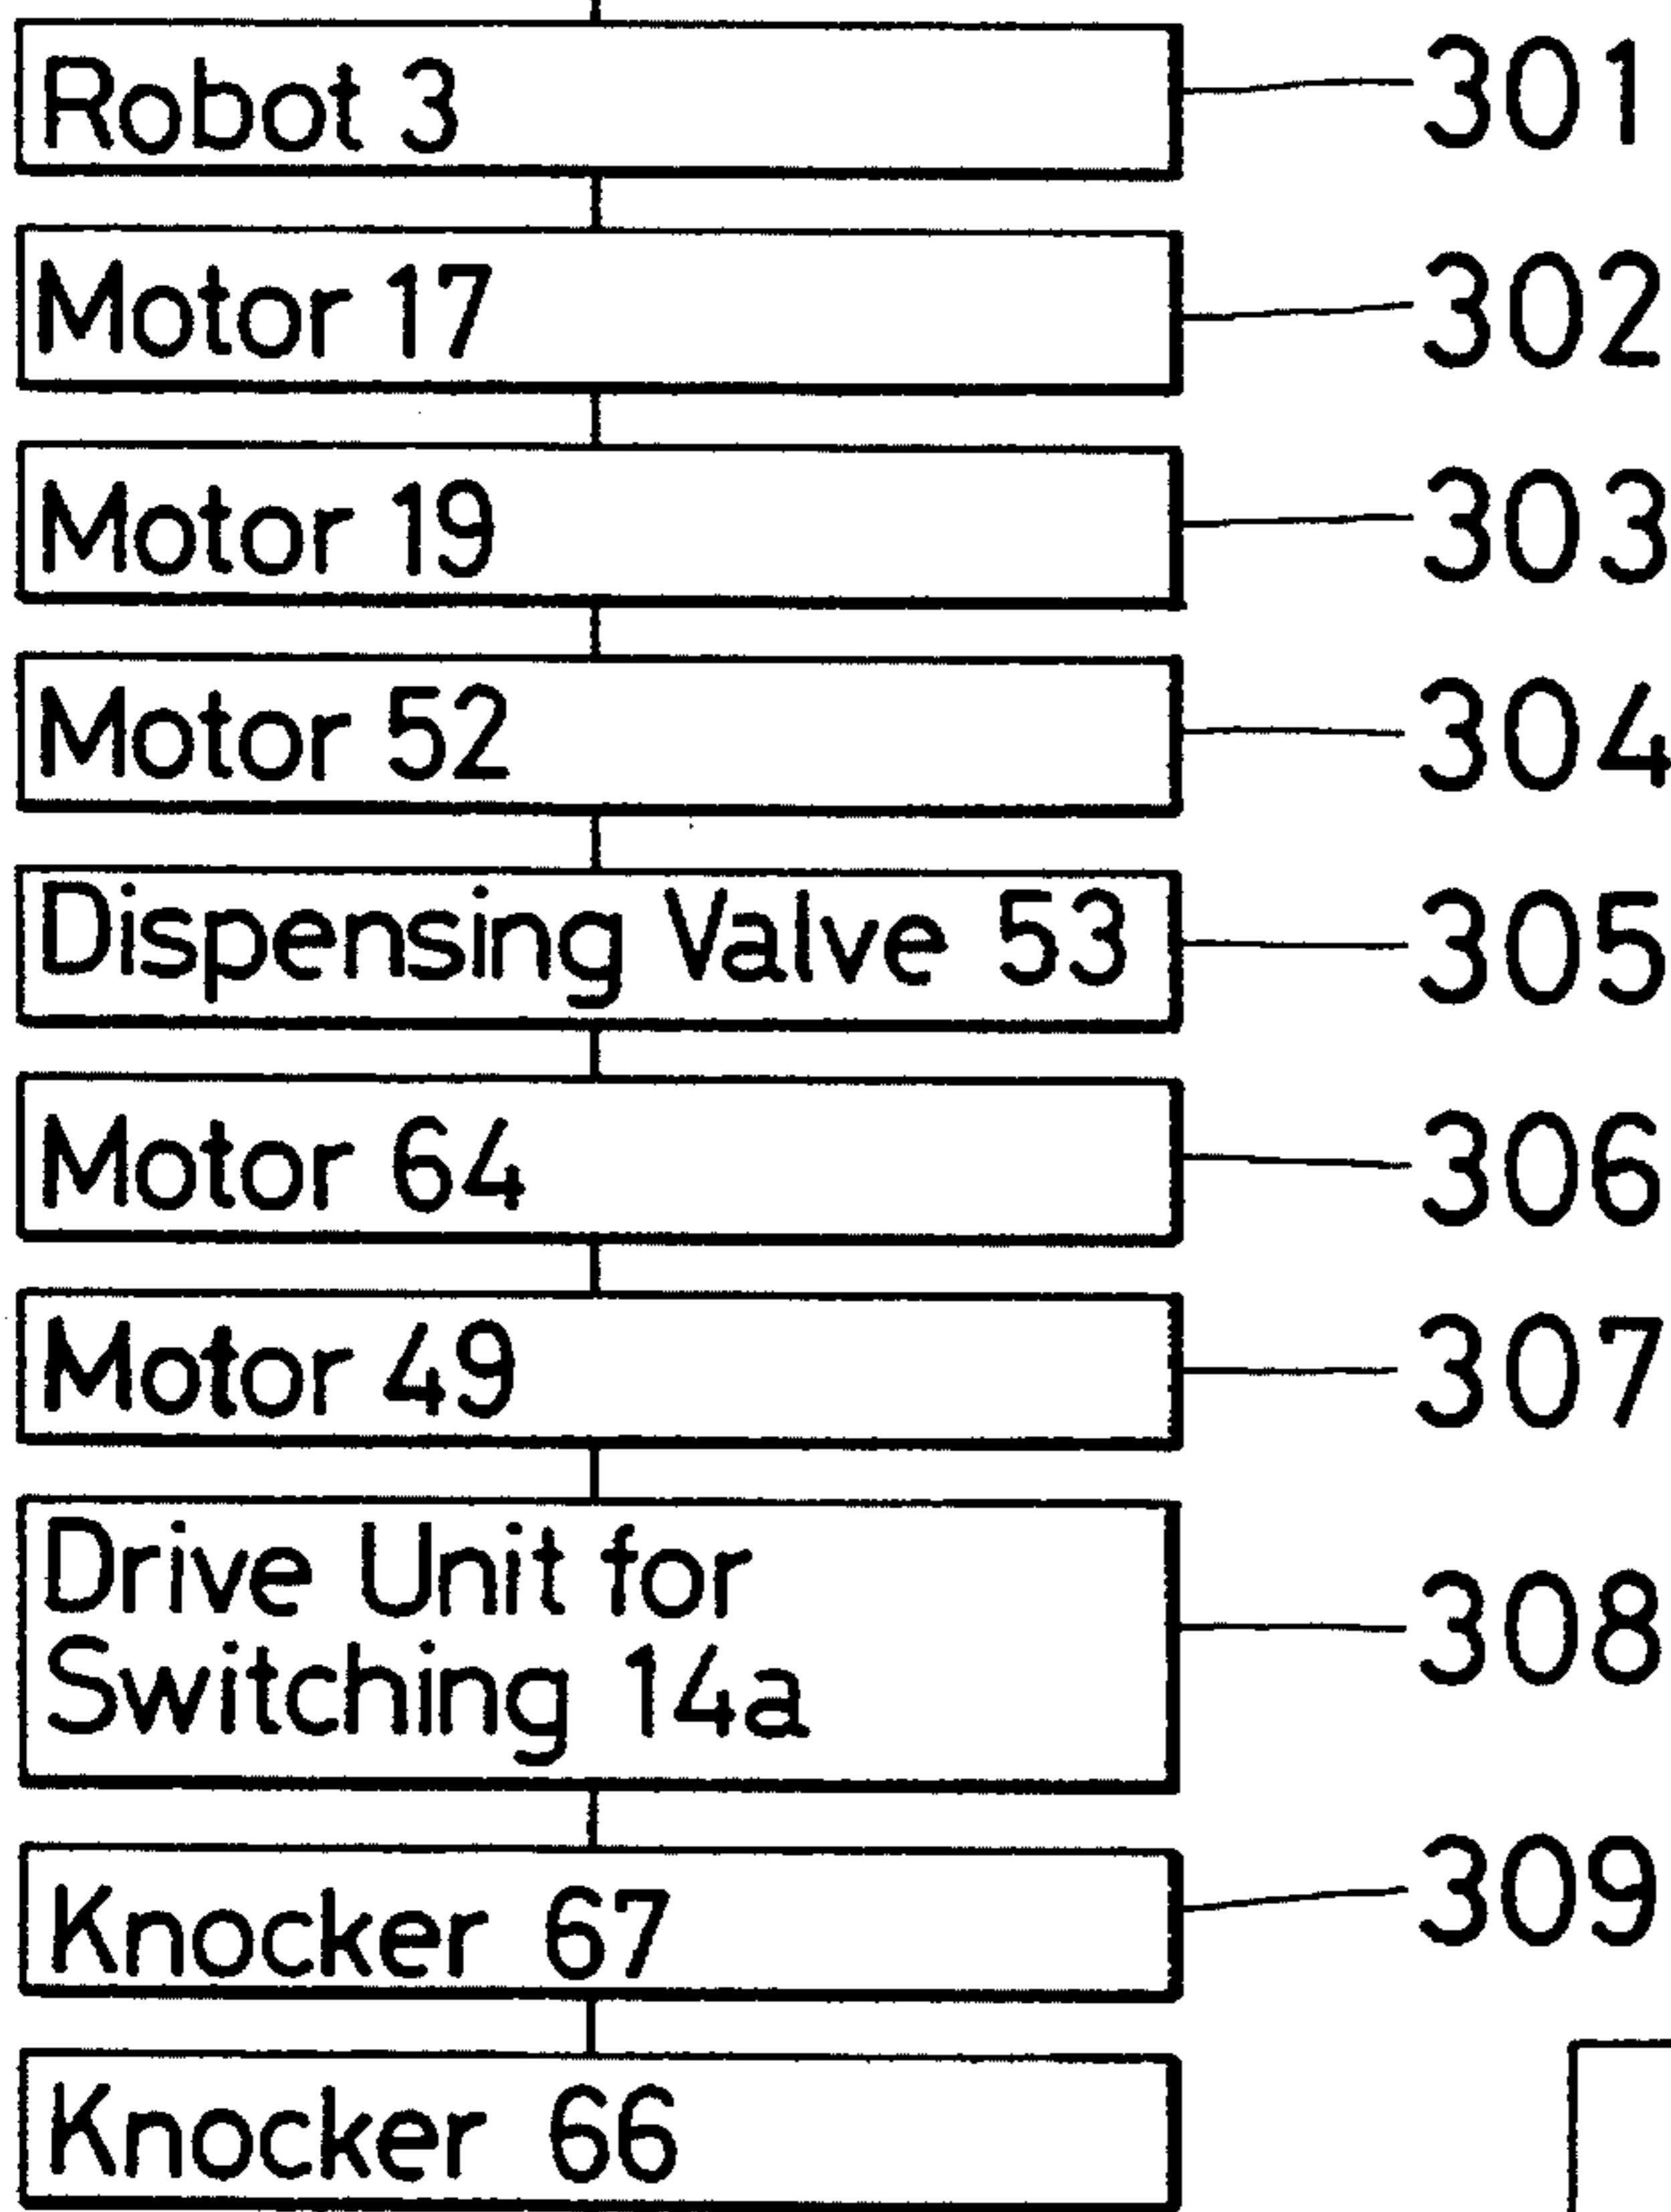 Robot 3 301
Motor 17 302
Motor 19 303
Motor 52 304
Dispensing Valve 53 305
Motor 64 306
Motor 49 307
Drive Unit for
Switching 14a 308
Knocker 67 309
Knocker 66